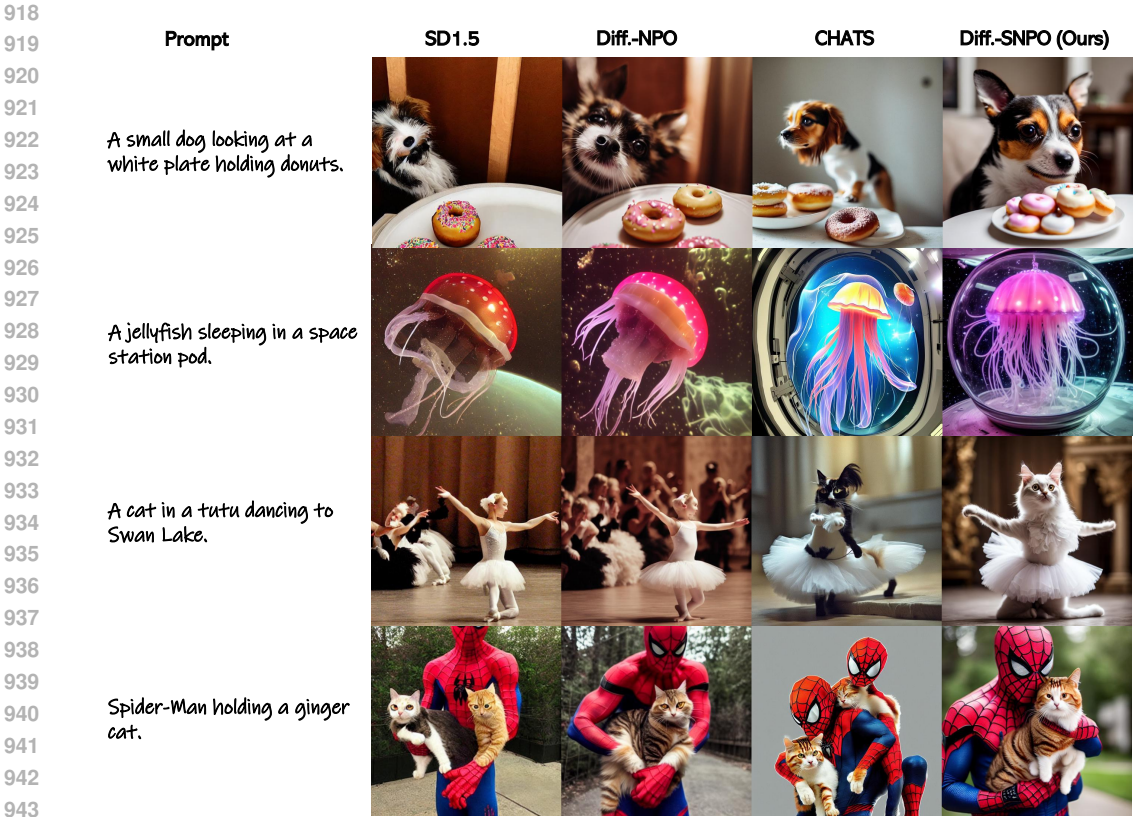 918
919
Prompt SD1.5 Diff.-NPO CHATS Diff.-SNPO (Ours)
920
921
922
A small dog looking at a
923
white plate holding donuts.
924
925
926
927
928
A jellyfish sleeping in a space
929
station pod.
930
931
932
933
934
A cat in a tutu dancing to
Swan Lake.
935
936
937
938
939
940
Spider-Man holding a ginger
cat.
941
942
943